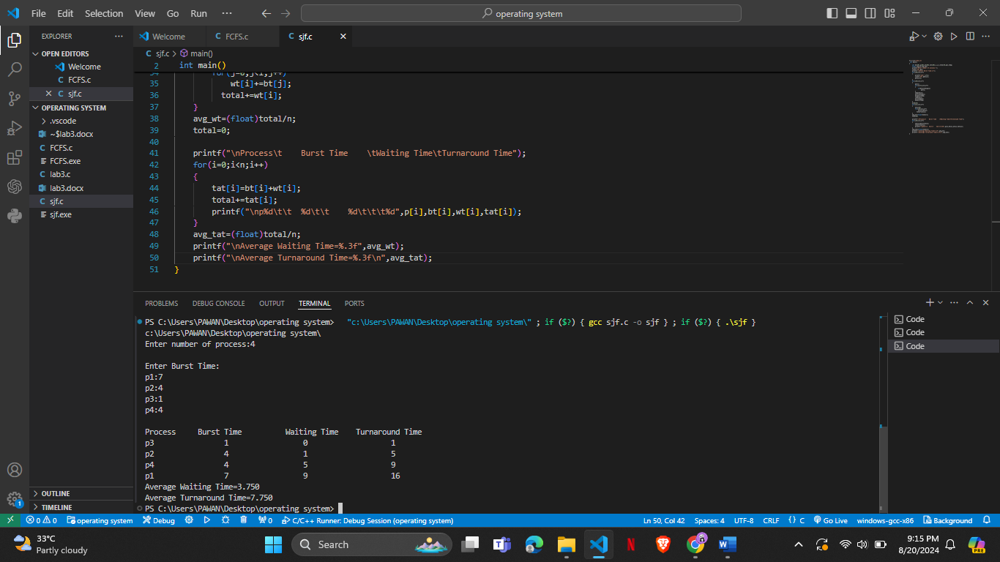 File Edit Selection View Go Run ··· operating system
EXPLORER ···
OPEN EDITORS
Welcome
C FCFS.c
× C sjf.c
OPERATING SYSTEM
.vscode
~$lab3.docx
C FCFS.c
FCFS.exe
C lab3.c
lab3.docx
C sjf.c
sjf.exe
OUTLINE
TIMELINE
1
Welcome C FCFS.c C sjf.c ×
C sjf.c > main()
2 int main()
34 for(j=0;j<i;j++)
35 wt[i]+=bt[j];
36 total+=wt[i];
37 }
38 avg_wt=(float)total/n;
39 total=0;
40
41 printf("\nProcess\t    Burst Time    \tWaiting Time\tTurnaround Time");
42 for(i=0;i<n;i++)
43 {
44 tat[i]=bt[i]+wt[i];
45 total+=tat[i];
46 printf("\np%d\t\t  %d\t\t    %d\t\t\t%d",p[i],bt[i],wt[i],tat[i]);
47 }
48 avg_tat=(float)total/n;
49 printf("\nAverage Waiting Time=%.3f",avg_wt);
50 printf("\nAverage Turnaround Time=%.3f\n",avg_tat);
51 }
PROBLEMS DEBUG CONSOLE OUTPUT TERMINAL PORTS
PS C:\Users\PAWAN\Desktop\operating system> "c:\Users\PAWAN\Desktop\operating system\" ; if ($?) { gcc sjf.c -o sjf } ; if ($?) { .\sjf }
c:\Users\PAWAN\Desktop\operating system\
Enter number of process:4
Enter Burst Time:
p1:7
p2:4
p3:1
p4:4
Process Burst Time Waiting Time Turnaround Time
p3 1 0 1
p2 4 1 5
p4 4 5 9
p1 7 9 16
Average Waiting Time=3.750
Average Turnaround Time=7.750
PS C:\Users\PAWAN\Desktop\operating system>
Code
Code
Code
0 0 operating system Debug 0 C/C++ Runner: Debug Session (operating system) Ln 50, Col 42 Spaces: 4 UTF-8 CRLF {} C Go Live windows-gcc-x86 Background
33°C
Partly cloudy
Search
N
W
9:15 PM
8/20/2024
PRE